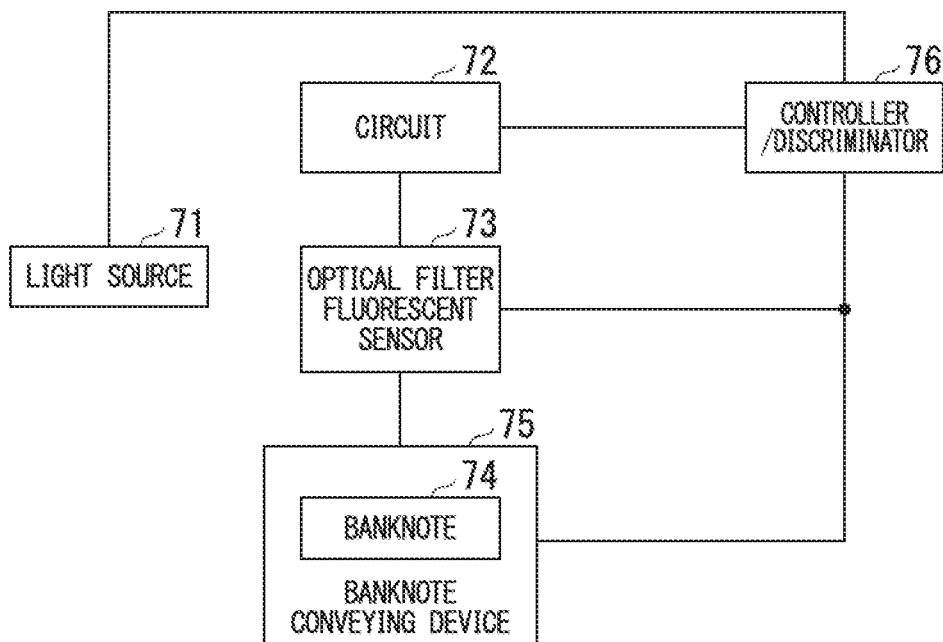 72
CIRCUIT
76
CONTROLLER
/DISCRIMINATOR
71
LIGHT SOURCE
73
OPTICAL FILTER
FLUORESCENT
SENSOR
75
74
BANKNOTE
BANKNOTE
CONVEYING DEVICE